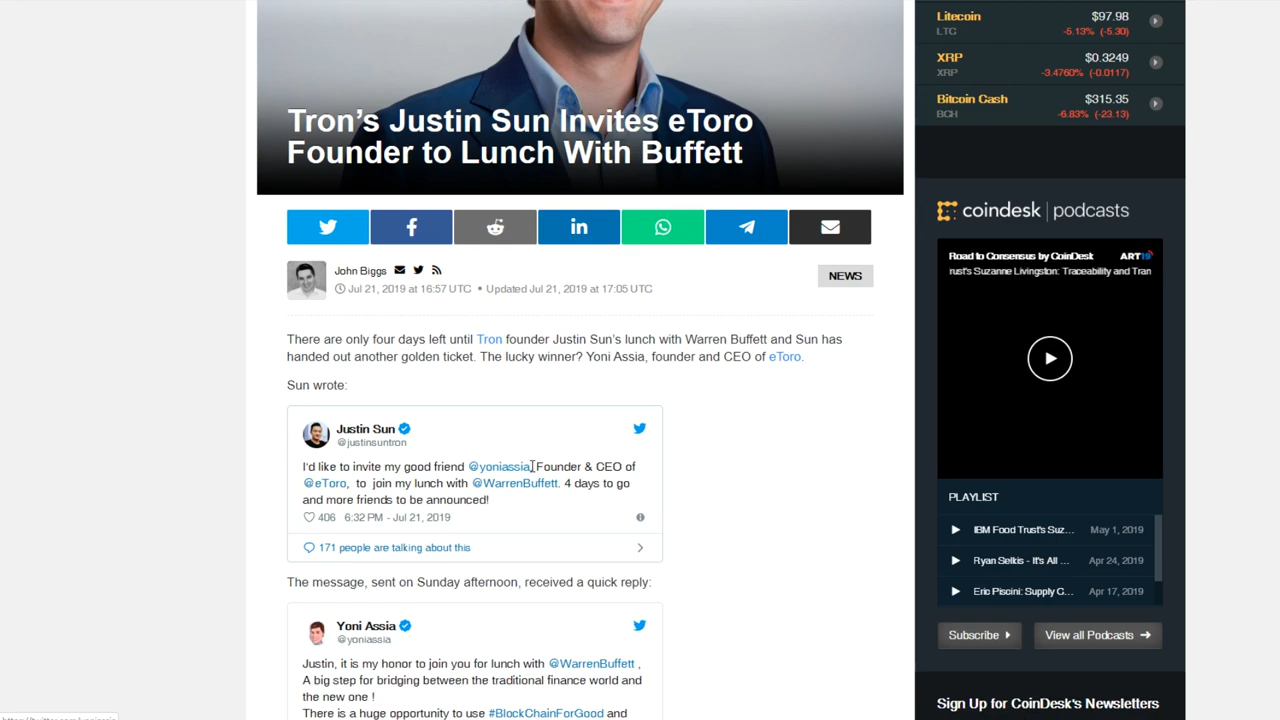 Tron's Justin Sun Invites eToro
Founder to Lunch With Buffett
John Biggs
Jul 21, 2019 at 16:57 UTC • Updated Jul 21, 2019 at 17:05 UTC
NEWS
There are only four days left until Tron founder Justin Sun's lunch with Warren Buffett and Sun has
handed out another golden ticket. The lucky winner? Yoni Assia, founder and CEO of eToro.
Sun wrote:
Justin Sun
@justinsuntron
I'd like to invite my good friend @yoniassia, Founder & CEO of
@eToro, to join my lunch with @WarrenBuffett. 4 days to go
and more friends to be announced!
406 6:32 PM - Jul 21, 2019
171 people are talking about this
The message, sent on Sunday afternoon, received a quick reply:
Yoni Assia
@yoniassia
Justin, it is my honor to join you for lunch with @WarrenBuffett ,
A big step for bridging between the traditional finance world and
the new one !
There is a huge opportunity to use #BlockChainForGood and
Litecoin $97.98
LTC -5.13% (-5.30)
XRP $0.3249
XRP -3.4760% (-0.0117)
Bitcoin Cash $315.35
BCH -6.83% (-23.13)
coindesk | podcasts
Road to Consensus by CoinDesk ART19
rust's Suzanne Livingston: Traceability and Tran
PLAYLIST
IBM Food Trust's Suz... May 1, 2019
Ryan Selkis - It's All ... Apr 24, 2019
Eric Piscini: Supply C... Apr 17, 2019
Subscribe View all Podcasts
Sign Up for CoinDesk's Newsletters